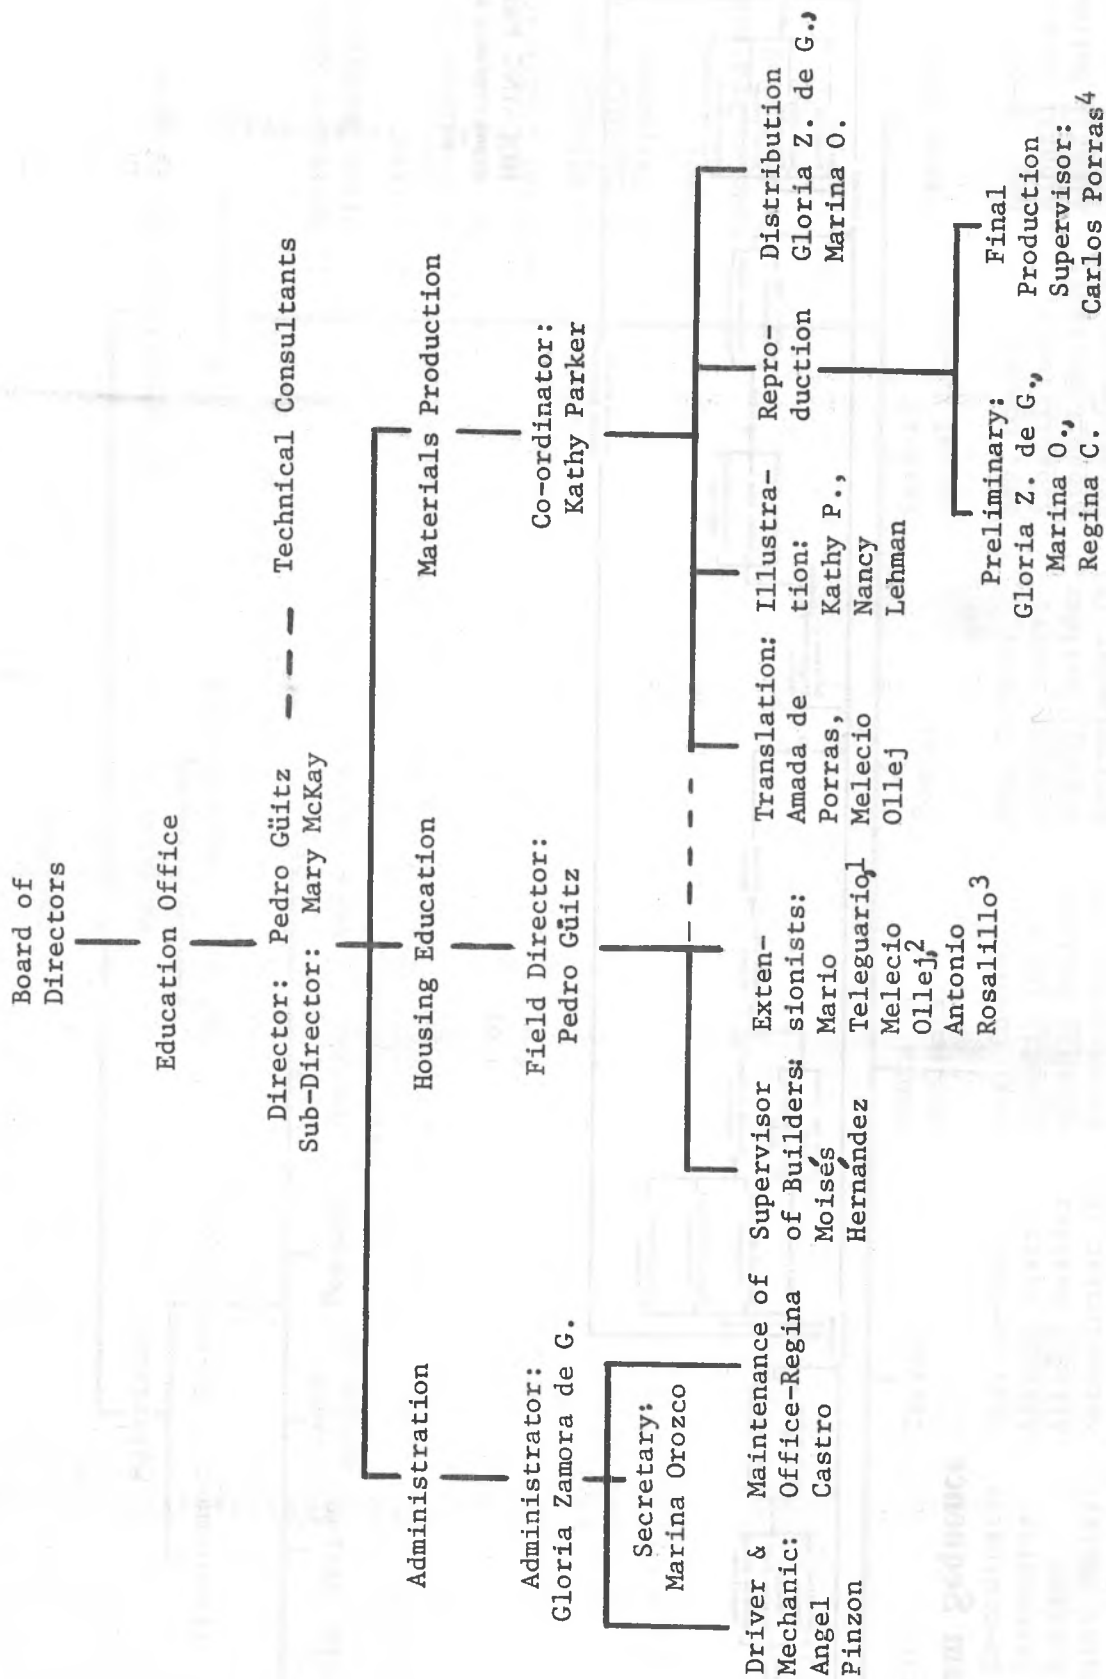 Board of
Directors
Education Office
Director: Pedro Güitz --- Technical Consultants
Sub-Director: Mary McKay
Administration
Housing Education
Materials Production
Administrator:
Gloria Zamora de G.
Field Director:
Pedro Güitz
Co-ordinator:
Kathy Parker
Secretary:
Marina Orozco
Driver &
Mechanic:
Angel
Pinzon
Maintenance of
Office-Regina
Castro
Supervisor
of Builders:
Moisés
Hernández
Exten-
sionists:
Mario
Teleguario,1
Melecio
Ollej,2
Antonio
Rosalillo3
Translation:
Amada de
Porras,
Melecio
Ollej
Illustra-
tion:
Kathy P.,
Nancy
Lehman
Repro-
duction
Distribution
Gloria Z. de G.,
Marina O.
Preliminary:
Gloria Z. de G.,
Marina O.,
Regina C.
Final
Production
Supervisor:
Carlos Porras4